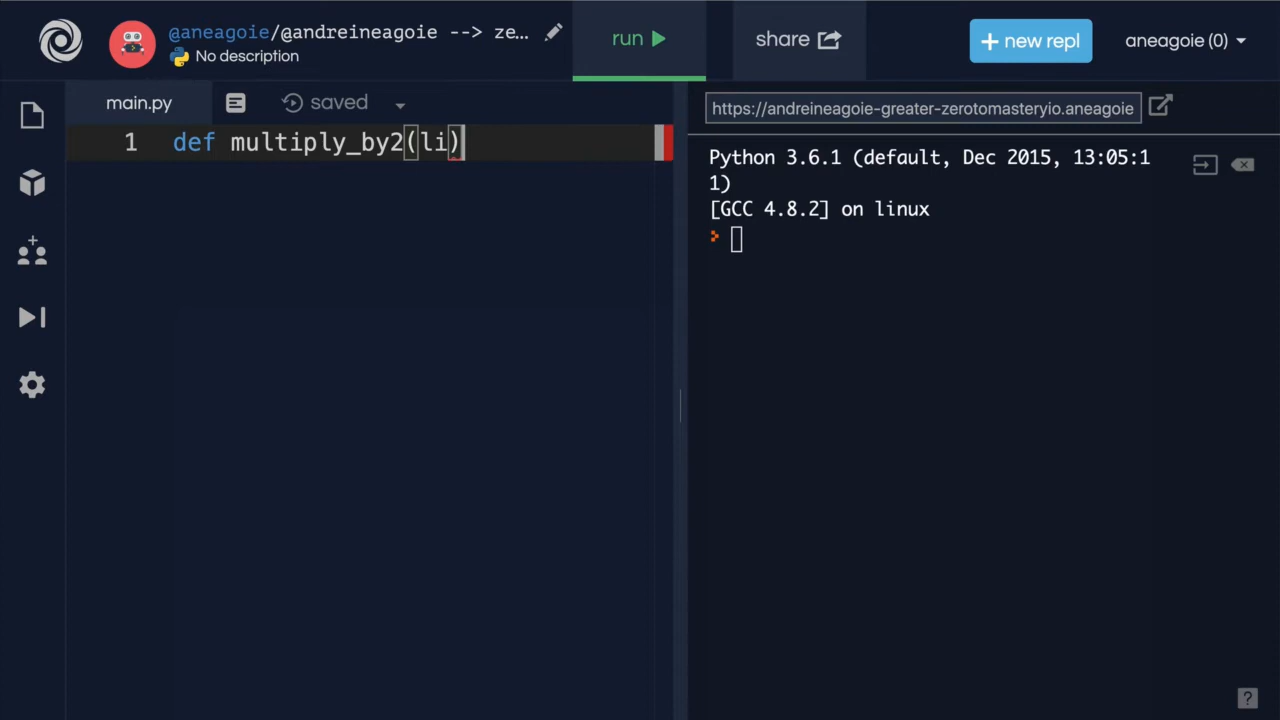 @aneagoie/@andreineagoie --> ze...
No description
run
share
+ new repl
aneagoie (0)
main.py
saved
1 def multiply_by2(li)
https://andreineagoie-greater-zerotomasteryio.aneagoie
Python 3.6.1 (default, Dec 2015, 13:05:1
1)
[GCC 4.8.2] on linux
?